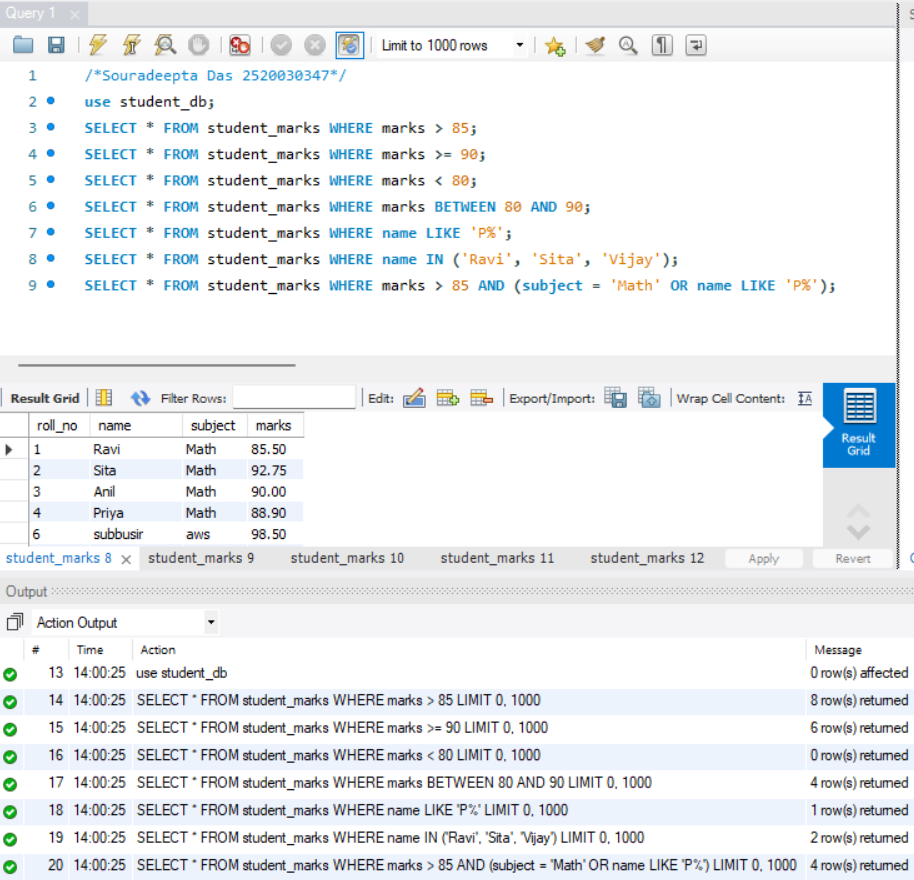 Query 1
Limit to 1000 rows
1 /*Souradeepta Das 2520030347*/
2 use student_db;
3 SELECT * FROM student_marks WHERE marks > 85;
4 SELECT * FROM student_marks WHERE marks >= 90;
5 SELECT * FROM student_marks WHERE marks < 80;
6 SELECT * FROM student_marks WHERE marks BETWEEN 80 AND 90;
7 SELECT * FROM student_marks WHERE name LIKE 'P%';
8 SELECT * FROM student_marks WHERE name IN ('Ravi', 'Sita', 'Vijay');
9 SELECT * FROM student_marks WHERE marks > 85 AND (subject = 'Math' OR name LIKE 'P%');
Result Grid Filter Rows: Edit: Export/Import: Wrap Cell Content: IA
roll_no name subject marks
1 Ravi Math 85.50
2 Sita Math 92.75
3 Anil Math 90.00
4 Priya Math 88.90
6 subbusir aws 98.50
Result
Grid
student_marks 8 student_marks 9 student_marks 10 student_marks 11 student_marks 12 Apply Revert
Output
Action Output
# Time Action Message
13 14:00:25 use student_db 0 row(s) affected
14 14:00:25 SELECT * FROM student_marks WHERE marks > 85 LIMIT 0, 1000 8 row(s) returned
15 14:00:25 SELECT * FROM student_marks WHERE marks >= 90 LIMIT 0, 1000 6 row(s) returned
16 14:00:25 SELECT * FROM student_marks WHERE marks < 80 LIMIT 0, 1000 0 row(s) returned
17 14:00:25 SELECT * FROM student_marks WHERE marks BETWEEN 80 AND 90 LIMIT 0, 1000 4 row(s) returned
18 14:00:25 SELECT * FROM student_marks WHERE name LIKE 'P%' LIMIT 0, 1000 1 row(s) returned
19 14:00:25 SELECT * FROM student_marks WHERE name IN ('Ravi', 'Sita', 'Vijay') LIMIT 0, 1000 2 row(s) returned
20 14:00:25 SELECT * FROM student_marks WHERE marks > 85 AND (subject = 'Math' OR name LIKE 'P%') LIMIT 0, 1000 4 row(s) returned